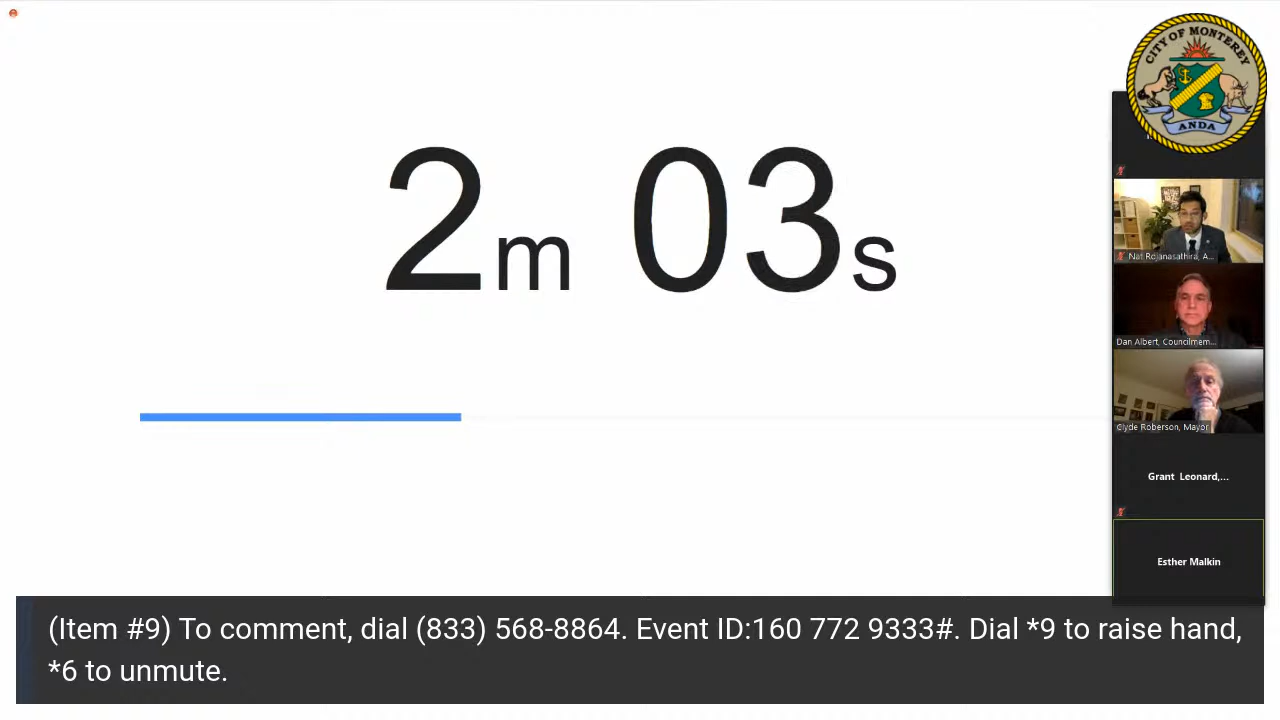 CITY OF MONTEREY
ANDA
2m 03s
Nat Rojanasathira, A...
Dan Albert, Councilmem...
Clyde Roberson, Mayor
Grant Leonard,...
Esther Malkin
(Item #9) To comment, dial (833) 568-8864. Event ID:160 772 9333#. Dial *9 to raise hand,
*6 to unmute.